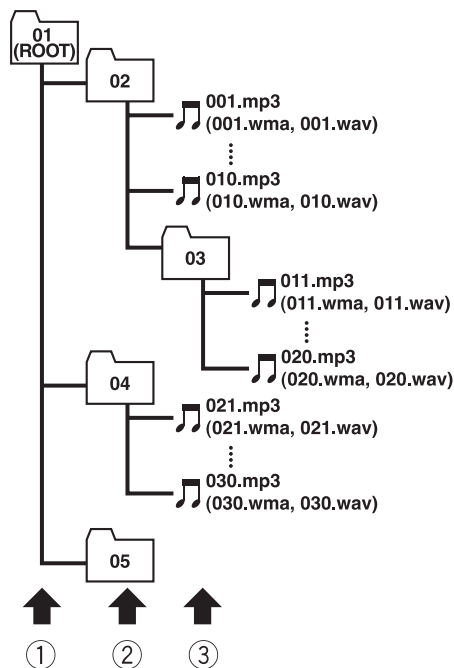 01
(ROOT)
02
001.mp3
(001.wma, 001.wav)
010.mp3
(010.wma, 010.wav)
03
011.mp3
(011.wma, 011.wav)
020.mp3
(020.wma, 020.wav)
04
021.mp3
(021.wma, 021.wav)
030.mp3
(030.wma, 030.wav)
05
① ② ③